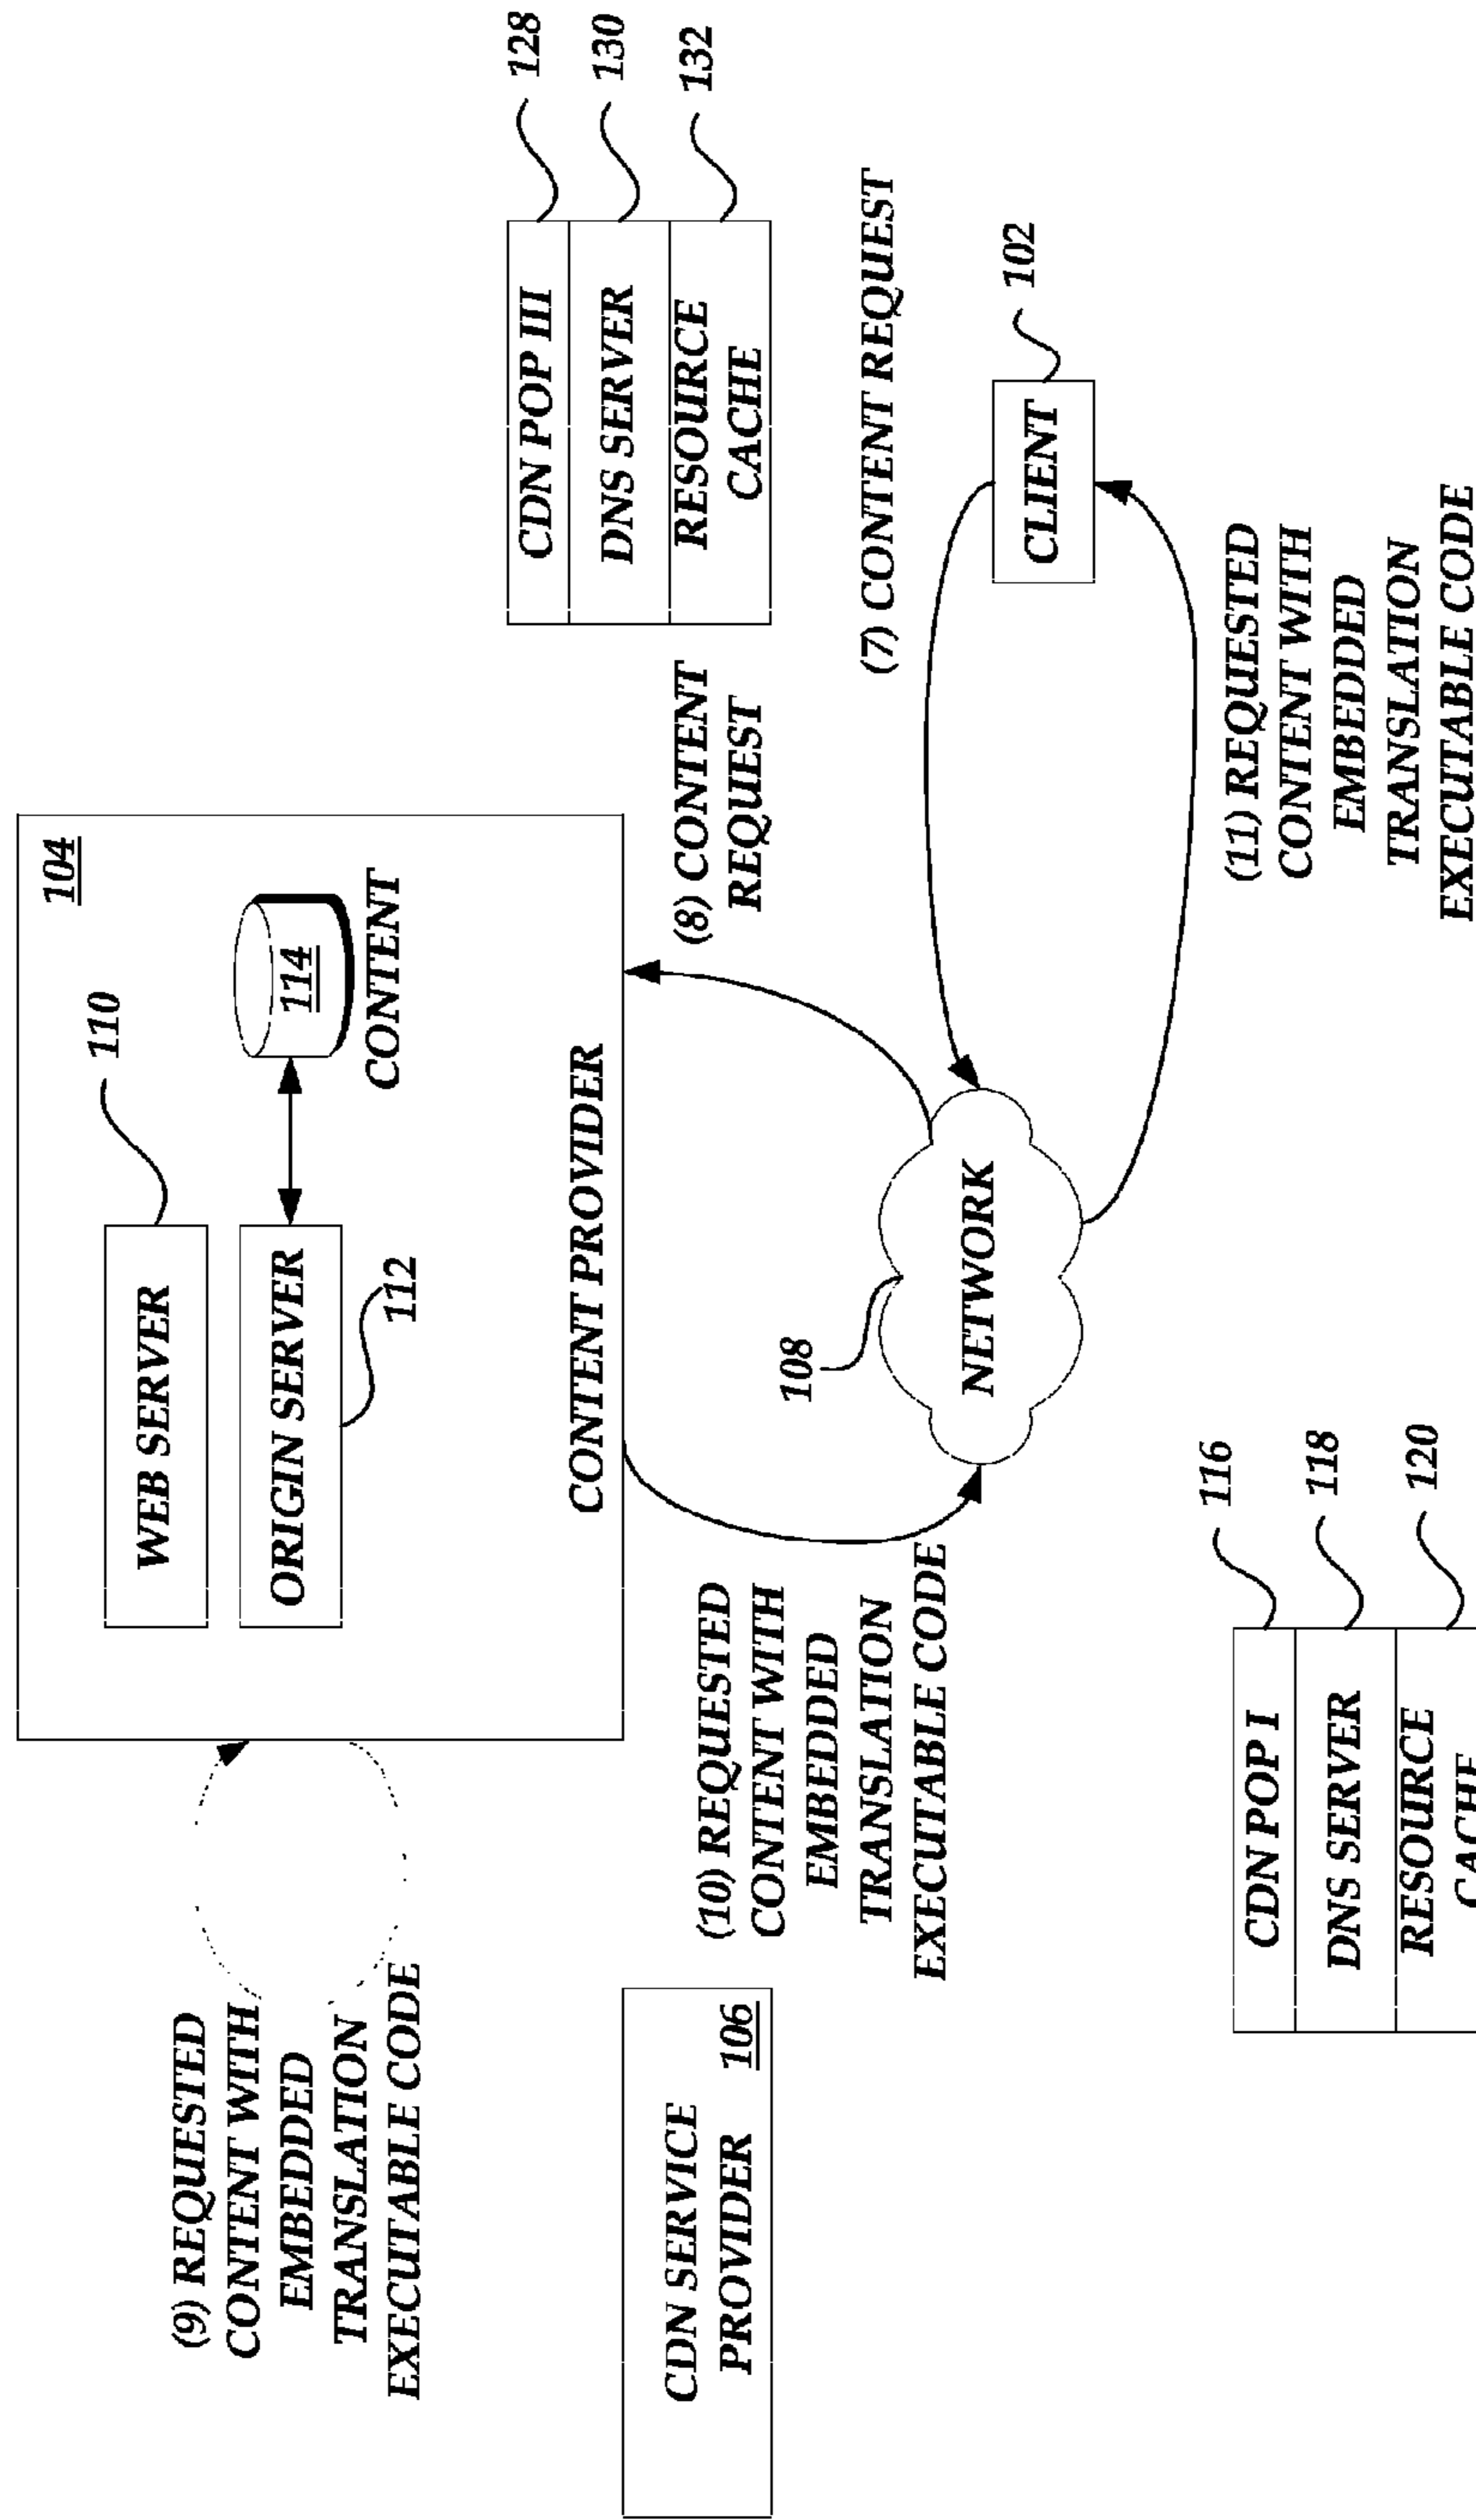 (9) REQUESTED
CONTENT WITH
EMBEDDED
TRANSLATION
EXECUTABLE CODE
104
110
WEB SERVER
ORIGIN SERVER
112
114
CONTENT
CONTENT PROVIDER
CDN SERVICE
PROVIDER
106
(10) REQUESTED
CONTENT WITH
EMBEDDED
TRANSLATION
EXECUTABLE CODE
(8) CONTENT
REQUEST
CDN POP III
DNS SERVER
RESOURCE
CACHE
128
130
132
108
NETWORK
(7) CONTENT REQUEST
CLIENT
102
(11) REQUESTED
CONTENT WITH
EMBEDDED
TRANSLATION
EXECUTABLE CODE
CDN POP I
DNS SERVER
RESOURCE
CACHE
116
118
120